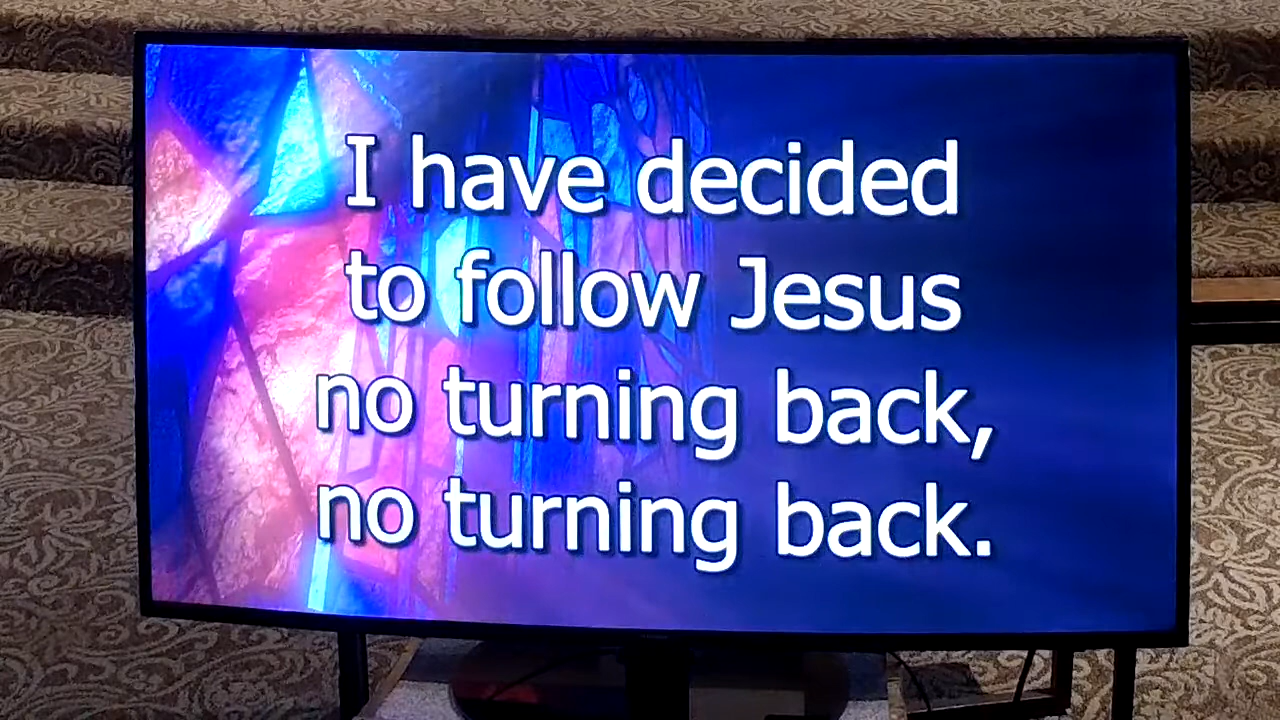 I have decided
to follow Jesus
no turning back,
no turning back.